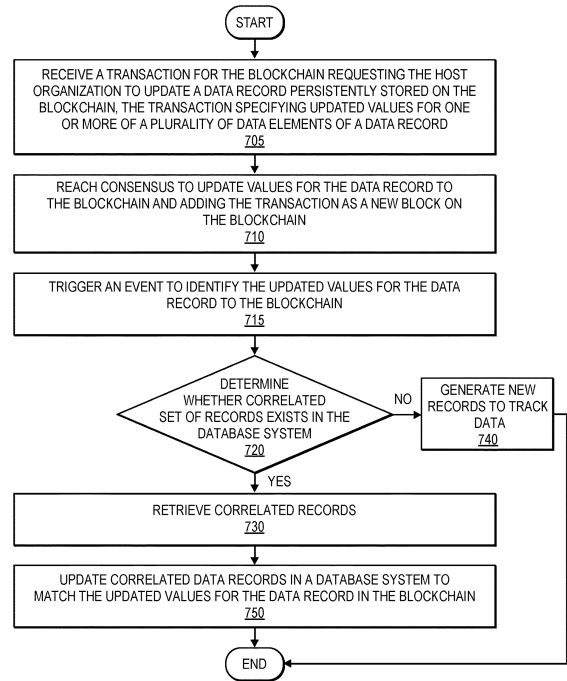 START
RECEIVE A TRANSACTION FOR THE BLOCKCHAIN REQUESTING THE HOST
ORGANIZATION TO UPDATE A DATA RECORD PERSISTENTLY STORED ON THE
BLOCKCHAIN, THE TRANSACTION SPECIFYING UPDATED VALUES FOR ONE
OR MORE OF A PLURALITY OF DATA ELEMENTS OF A DATA RECORD
705
REACH CONSENSUS TO UPDATE VALUES FOR THE DATA RECORD TO
THE BLOCKCHAIN AND ADDING THE TRANSACTION AS A NEW BLOCK ON
THE BLOCKCHAIN
710
TRIGGER AN EVENT TO IDENTIFY THE UPDATED VALUES FOR THE DATA
RECORD TO THE BLOCKCHAIN
715
DETERMINE
WHETHER CORRELATED
SET OF RECORDS EXISTS IN THE
DATABASE SYSTEM
720
NO
GENERATE NEW
RECORDS TO TRACK
DATA
740
YES
RETRIEVE CORRELATED RECORDS
730
UPDATE CORRELATED DATA RECORDS IN A DATABASE SYSTEM TO
MATCH THE UPDATED VALUES FOR THE DATA RECORD IN THE BLOCKCHAIN
750
END